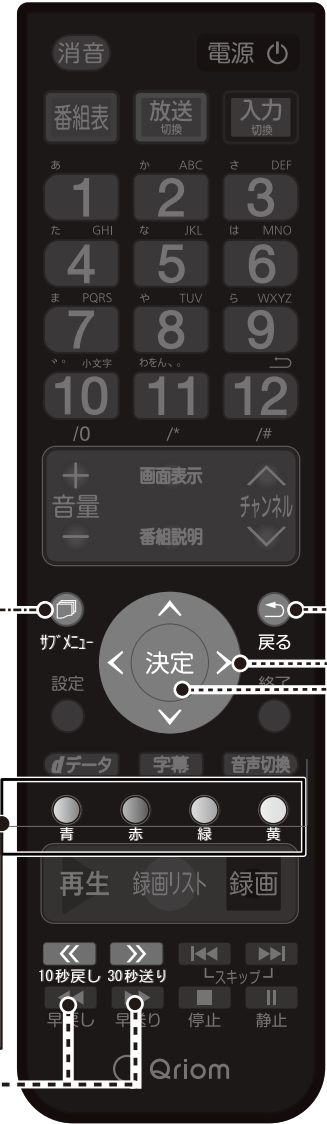 消音 電源
番組表 放送切換 入力切換
あ か ABC さ DEF
1 2 3
た GHI な JKL は MNO
4 5 6
ま PQRS や TUV ら WXYZ
7 8 9
゛゜ 小文字 わをん、。
10 11 12
/0 /* /#
+ 画面表示
音量 チャンネル
− 番組説明
サブメニュー 決定 戻る
設定 終了
dデータ 字幕 音声切換
青 赤 緑 黄
再生 録画リスト 録画
10秒戻し 30秒送り スキップ
早戻し 早送り 停止 静止
Qriom